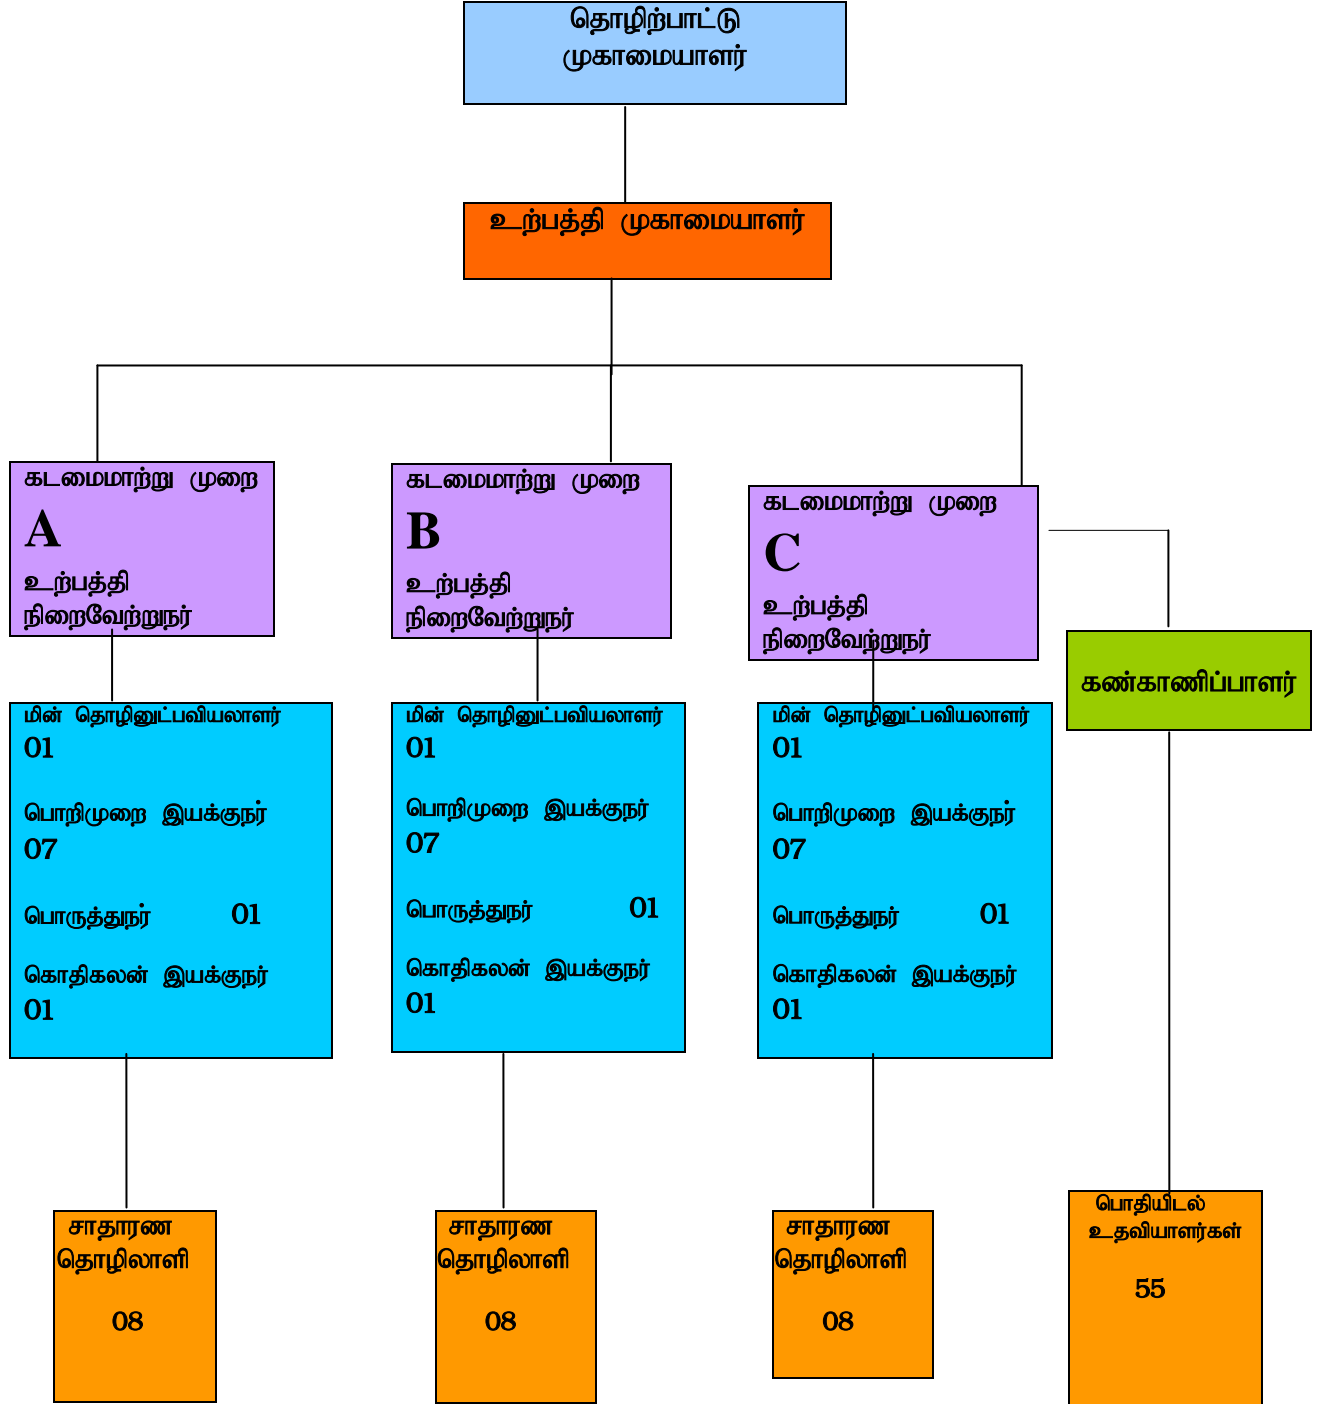 தொழிற்பாட்டு
முகாமையாளர்
உற்பத்தி முகாமையாளர்
கடமைமாற்று முறை
A
உற்பத்தி
நிறைவேற்றுநர்
கடமைமாற்று முறை
B
உற்பத்தி
நிறைவேற்றுநர்
கடமைமாற்று முறை
C
உற்பத்தி
நிறைவேற்றுநர்
கண்காணிப்பாளர்
மின் தொழினுட்பவியலாளர்
01
பொறிமுறை இயக்குநர்
07
பொருத்துநர் 01
கொதிகலன் இயக்குநர்
01
மின் தொழினுட்பவியலாளர்
01
பொறிமுறை இயக்குநர்
07
பொருத்துநர் 01
கொதிகலன் இயக்குநர்
01
மின் தொழினுட்பவியலாளர்
01
பொறிமுறை இயக்குநர்
07
பொருத்துநர் 01
கொதிகலன் இயக்குநர்
01
சாதாரண
தொழிலாளி
08
சாதாரண
தொழிலாளி
08
சாதாரண
தொழிலாளி
08
பொதியிடல்
உதவியாளர்கள்
55